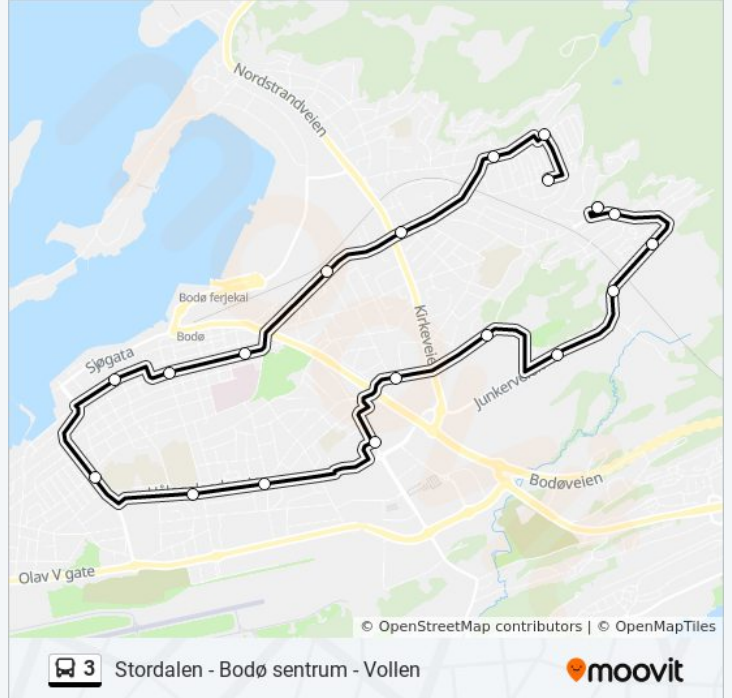 Nordstrandveien
Bodø ferjekai
Bodø
Sjøgata
Kirkeveien
Junkerveien
Bodøveien
Olav V gate
© OpenStreetMap contributors | © OpenMapTiles
3 Stordalen - Bodø sentrum - Vollen
moovit